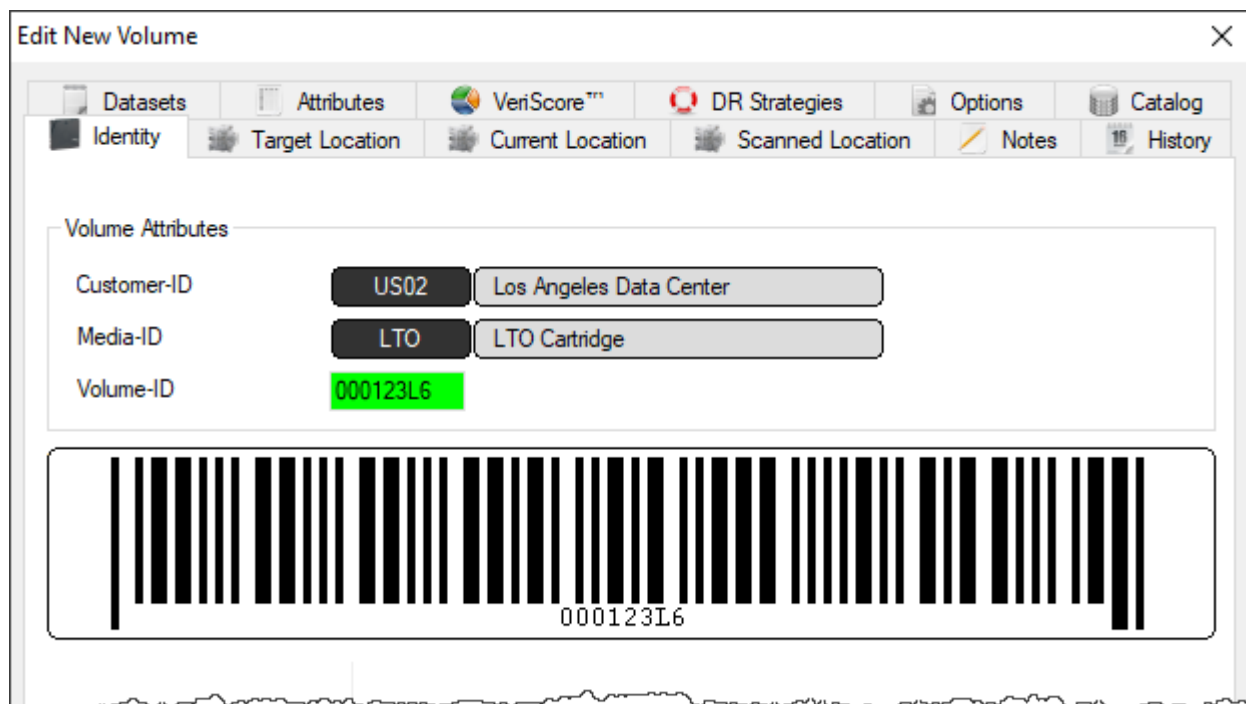 Edit New Volume
Datasets Attributes VeriScore™ DR Strategies Options Catalog
Identity Target Location Current Location Scanned Location Notes 16 History
Volume Attributes
Customer-ID US02 Los Angeles Data Center
Media-ID LTO LTO Cartridge
Volume-ID 000123L6
000123L6